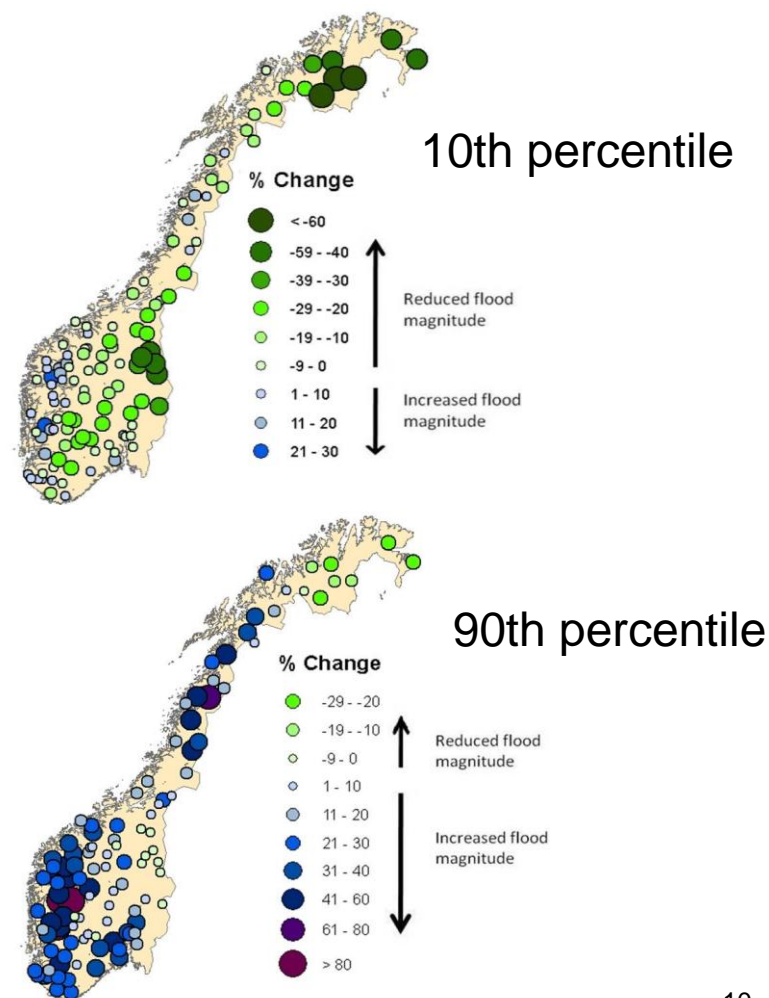 10th percentile
% Change
< -60
-59 - -40
-39 - -30
-29 - -20
-19 - -10
-9 - 0
1 - 10
11 - 20
21 - 30
Reduced flood
magnitude
Increased flood
magnitude
90th percentile
% Change
-29 - -20
-19 - -10
-9 - 0
1 - 10
11 - 20
21 - 30
31 - 40
41 - 60
61 - 80
> 80
Reduced flood
magnitude
Increased flood
magnitude